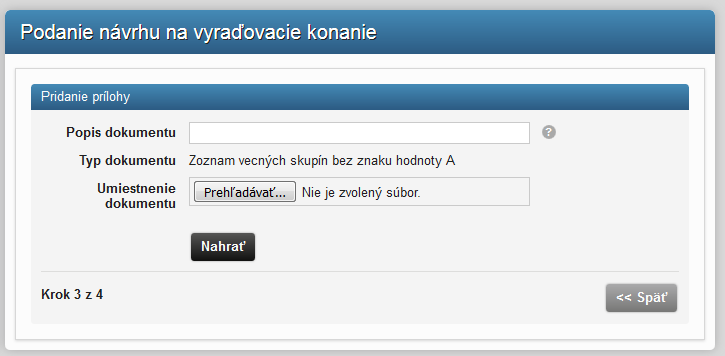 Podanie návrhu na vyraďovacie konanie
Pridanie prílohy
Popis dokumentu
?
Typ dokumentu Zoznam vecných skupín bez znaku hodnoty A
Umiestnenie
dokumentu
Prehľadávať... Nie je zvolený súbor.
Nahrať
Krok 3 z 4
<< Späť